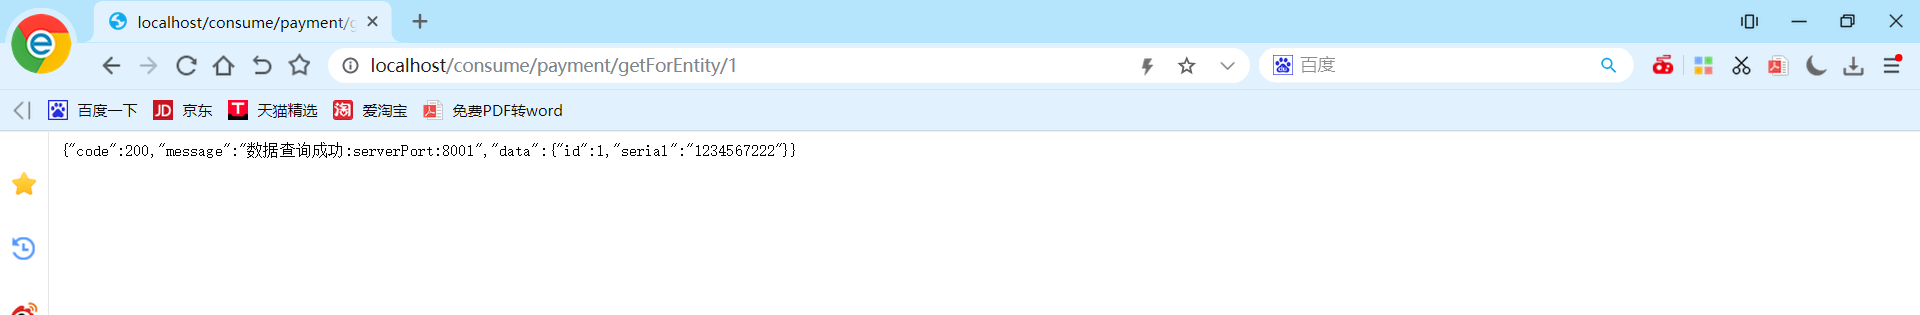 localhost/consume/payment/g
localhost/consume/payment/getForEntity/1
百度
百度一下 JD 京东 T 天猫精选 淘 爱淘宝 免费PDF转word
{"code":200,"message":"数据查询成功:serverPort:8001","data":{"id":1,"serial":"1234567222"}}